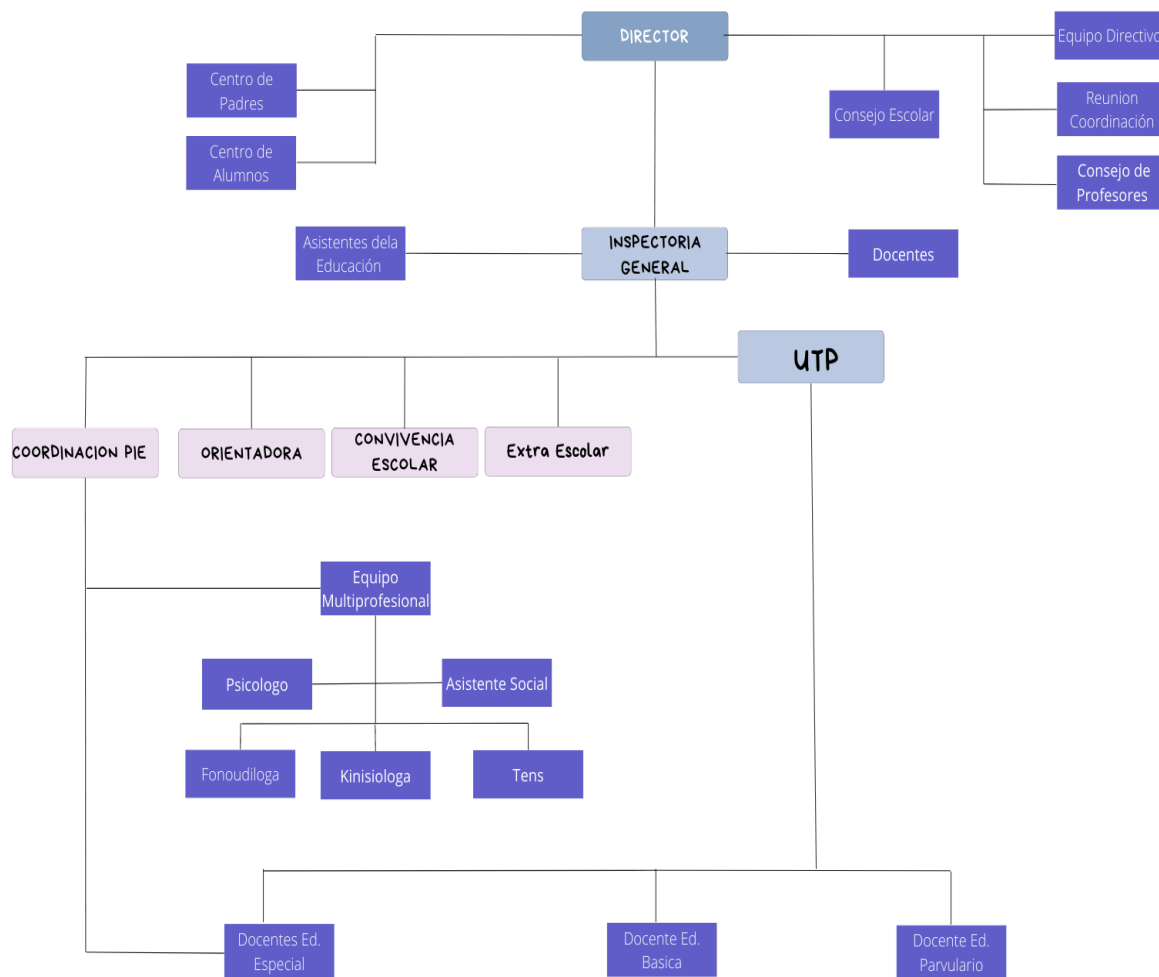 DIRECTOR
Equipo Directivo
Centro de
Padres
Consejo Escolar
Reunion
Coordinación
Centro de
Alumnos
Consejo de
Profesores
Asistentes dela
Educación
INSPECTORIA
GENERAL
Docentes
UTP
COORDINACION PIE
ORIENTADORA
CONVIVENCIA
ESCOLAR
Extra Escolar
Equipo
Multiprofesional
Psicologo
Asistente Social
Fonoudiloga
Kinisiologa
Tens
Docentes Ed.
Especial
Docente Ed.
Basica
Docente Ed.
Parvulario